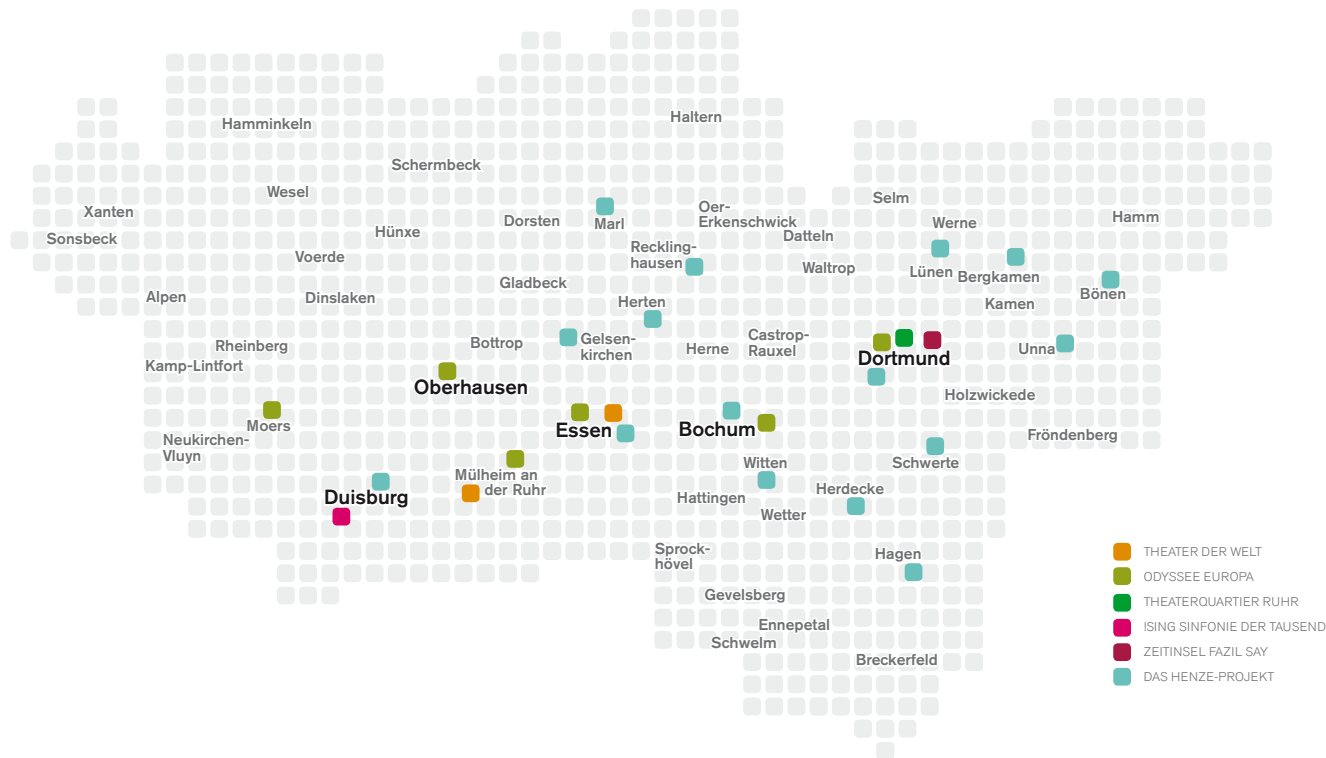 Haltern
Hamminkeln
Schermbeck
Wesel
Selm
Xanten
Oer-
Erkenschwick
Hamm
Dorsten
Marl
Werne
Hünxe
Datteln
Sonsbeck
Reckling-
hausen
Voerde
Waltrop
Lünen
Bergkamen
Gladbeck
Alpen
Dinslaken
Bönen
Herten
Kamen
Castrop-
Rauxel
Gelsen-
kirchen
Bottrop
Rheinberg
Herne
Unna
Dortmund
Kamp-Lintfort
Oberhausen
Holzwickede
Moers
Essen
Bochum
Fröndenberg
Neukirchen-
Vluyn
Witten
Schwerte
Mülheim an
der Ruhr
Herdecke
Duisburg
Hattingen
Wetter
Sprock-
hövel
Hagen
Gevelsberg
Ennepetal
Schwelm
Breckerfeld
THEATER DER WELT
ODYSSEE EUROPA
THEATERQUARTIER RUHR
!SING SINFONIE DER TAUSEND
ZEITINSEL FAZIL SAY
DAS HENZE-PROJEKT